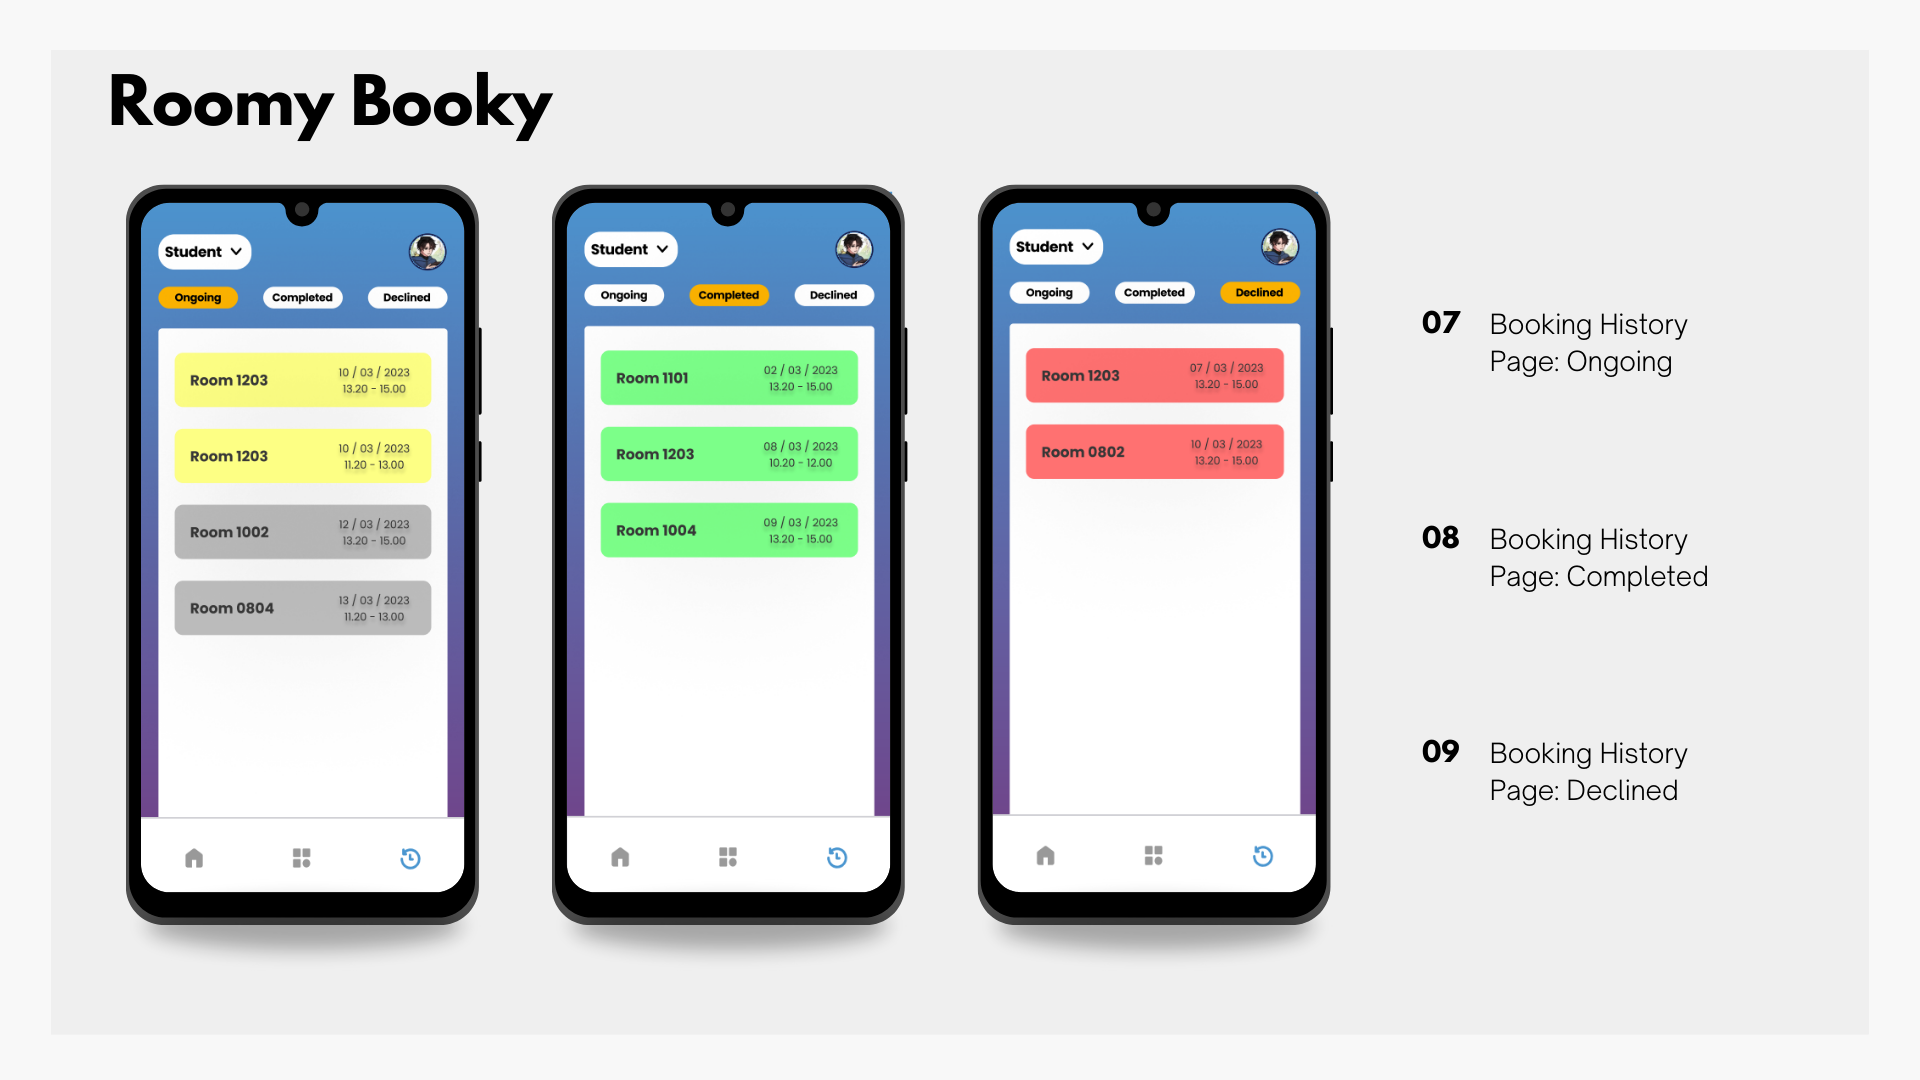 Roomy Booky
Student
Ongoing
Completed
Declined
Room 1203
10 / 03 / 2023
13.20 - 15.00
Room 1203
10 / 03 / 2023
11.20 - 13.00
Room 1002
12 / 03 / 2023
13.20 - 15.00
Room 0804
13 / 03 / 2023
11.20 - 13.00
Student
Ongoing
Completed
Declined
Room 1101
02 / 03 / 2023
13.20 - 15.00
Room 1203
08 / 03 / 2023
10.20 - 12.00
Room 1004
09 / 03 / 2023
13.20 - 15.00
Student
Ongoing
Completed
Declined
Room 1203
07 / 03 / 2023
13.20 - 15.00
Room 0802
10 / 03 / 2023
13.20 - 15.00
07 Booking History
Page: Ongoing
08 Booking History
Page: Completed
09 Booking History
Page: Declined